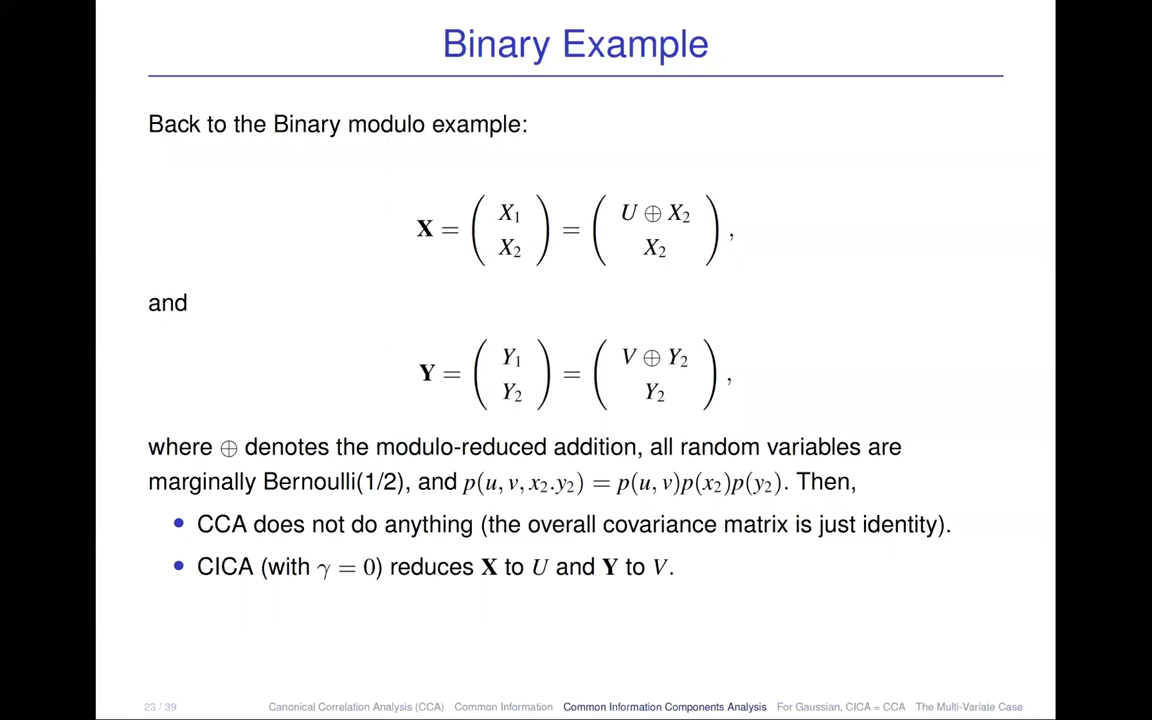 Binary Example
Back to the Binary modulo example:
X = ( X₁ X₂ ) = ( U ⊕ X₂ X₂ ),
and
Y = ( Y₁ Y₂ ) = ( V ⊕ Y₂ Y₂ ),
where ⊕ denotes the modulo-reduced addition, all random variables are
marginally Bernoulli(1/2), and p(u, v, x₂.y₂) = p(u, v)p(x₂)p(y₂). Then,
• CCA does not do anything (the overall covariance matrix is just identity).
• CICA (with γ = 0) reduces X to U and Y to V.
23 / 39 Canonical Correlation Analysis (CCA) Common Information Common Information Components Analysis For Gaussian, CICA = CCA The Multi-Variate Case